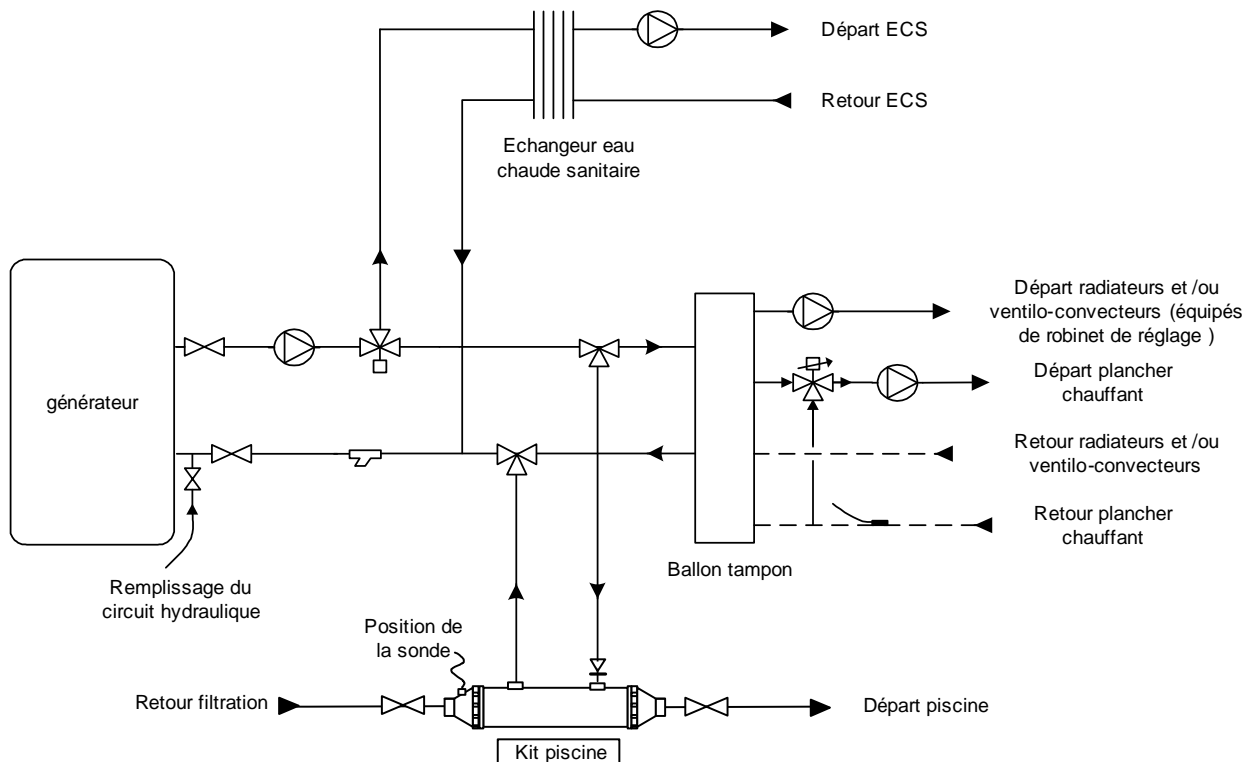 Départ ECS
Retour ECS
Echangeur eau
chaude sanitaire
générateur
Départ radiateurs et /ou
ventilo-convecteurs (équipés
de robinet de réglage )
Départ plancher
chauffant
Retour radiateurs et /ou
ventilo-convecteurs
Retour plancher
chauffant
Ballon tampon
Remplissage du
circuit hydraulique
Position de
la sonde
Retour filtration
Départ piscine
Kit piscine